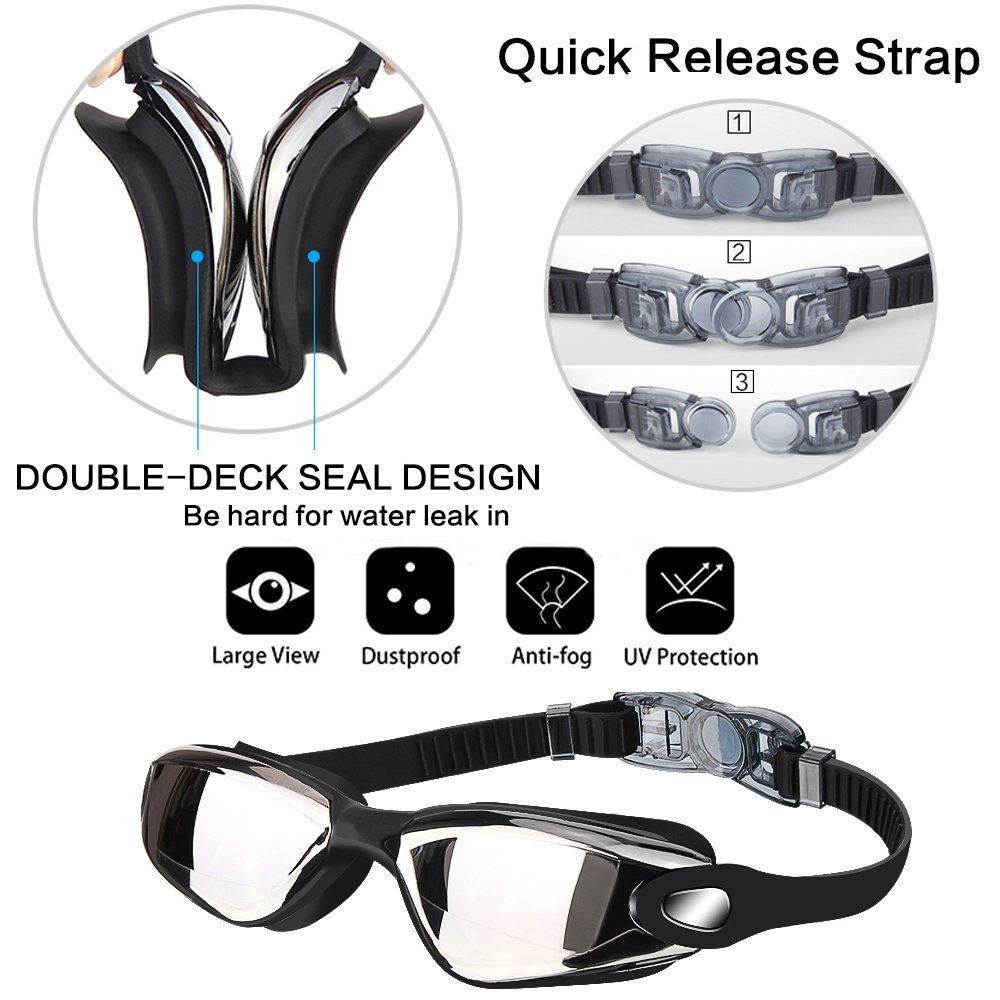 Quick Release Strap
1
2
3
DOUBLE-DECK SEAL DESIGN
Be hard for water leak in
Large View
Dustproof
Anti-fog
UV Protection